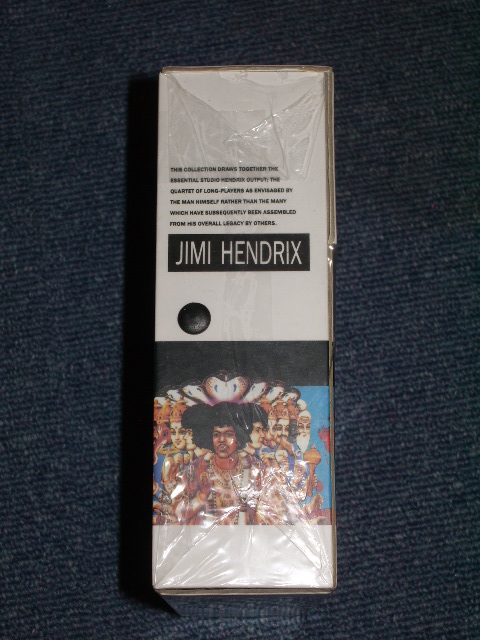 THIS COLLECTION DRAWS TOGETHER THE
ESSENTIAL STUDIO HENDRIX OUTPUT; THE
QUARTET OF LONG-PLAYERS AS ENVISAGED BY
THE MAN HIMSELF RATHER THAN THE MANY
WHICH HAVE SUBSEQUENTLY BEEN ASSEMBLED
FROM HIS OVERALL LEGACY BY OTHERS.
JIMI HENDRIX